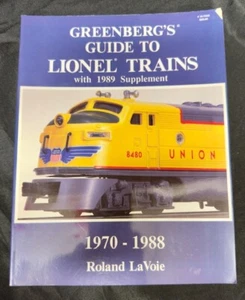 GREENBERG'S®
GUIDE TO
LIONEL® TRAINS
with 1989 Supplement
8480
UNION
1970 - 1988
Roland LaVoie